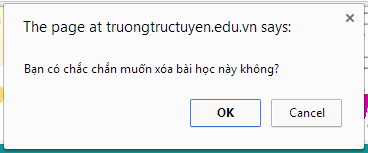 The page at truongtructuyen.edu.vn says:
Bạn có chắc chắn muốn xóa bài học này không?
OK Cancel